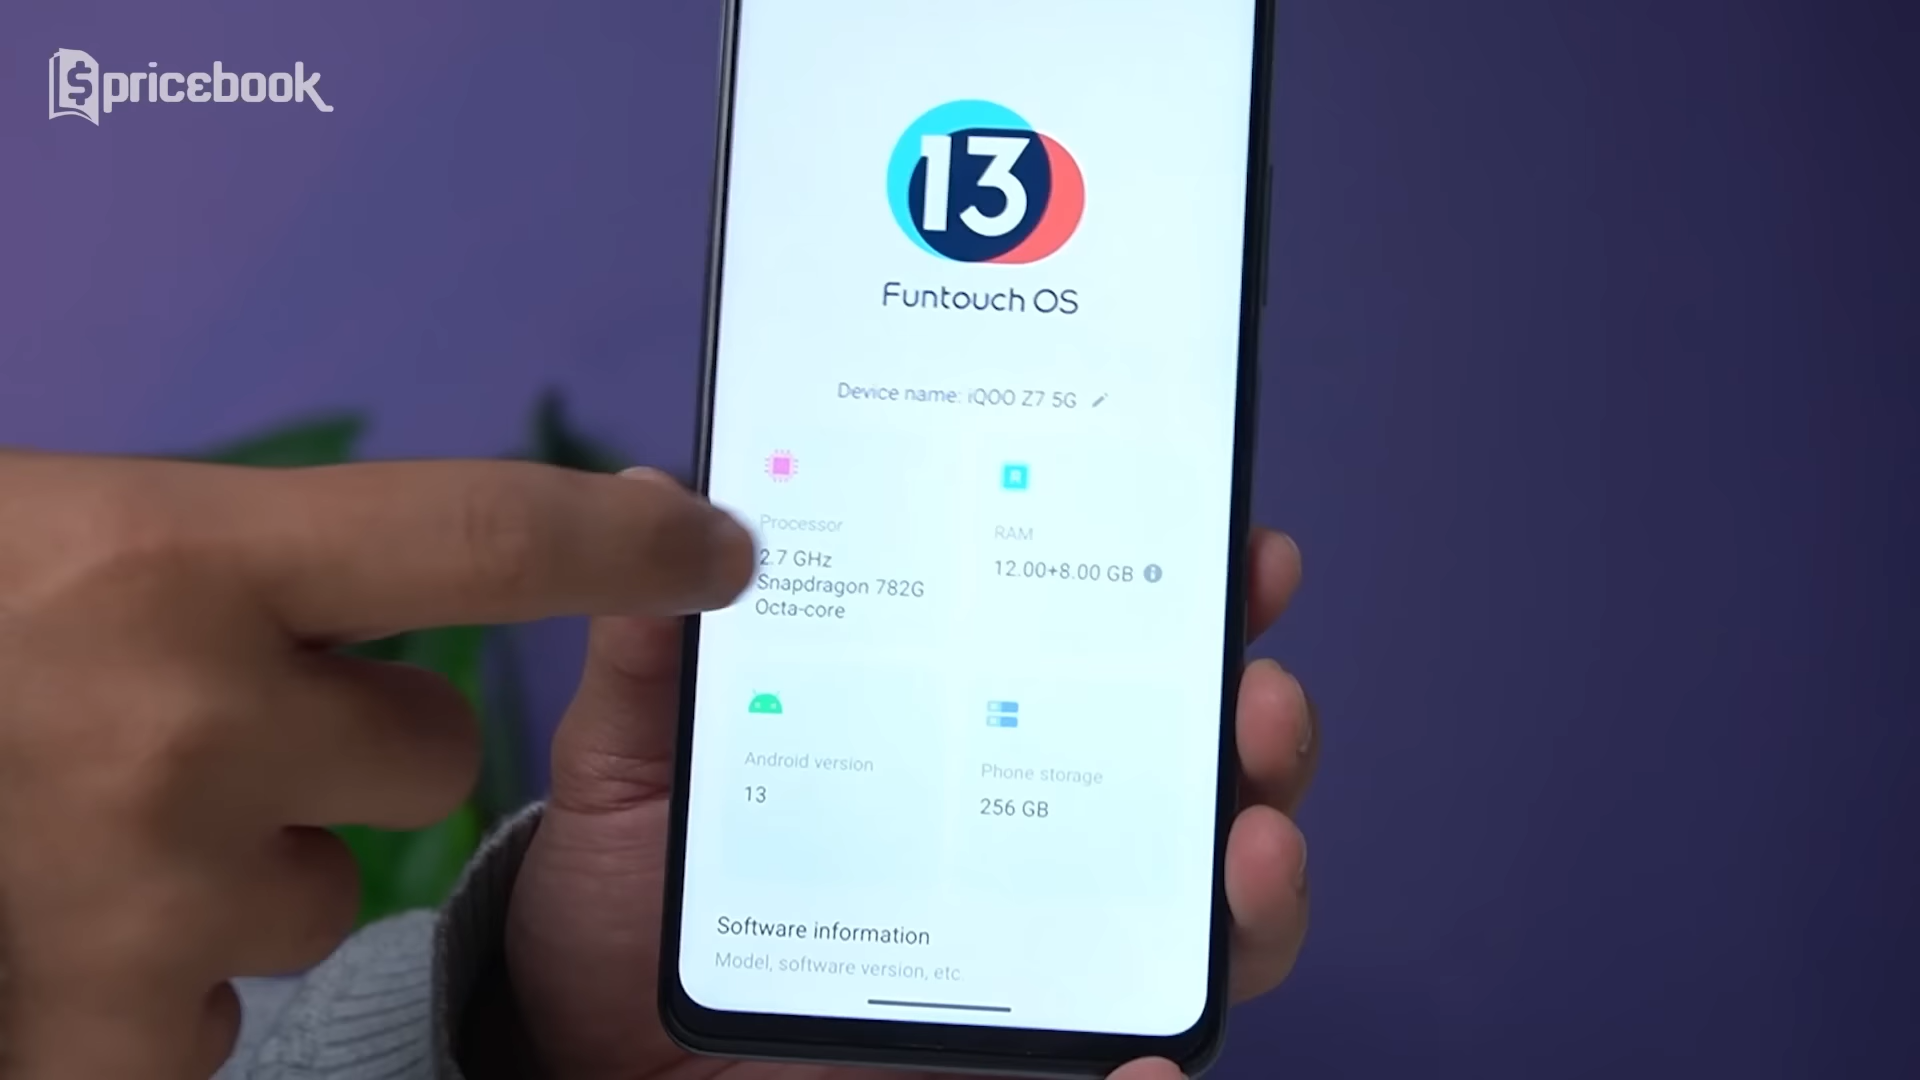 pricebook
13
Funtouch OS
Device name: iQOO Z7 5G
Processor
2.7 GHz
Snapdragon 782G
Octa-core
RAM
12.00+8.00 GB
Android version
13
Phone storage
256 GB
Software information
Model, software version, etc.